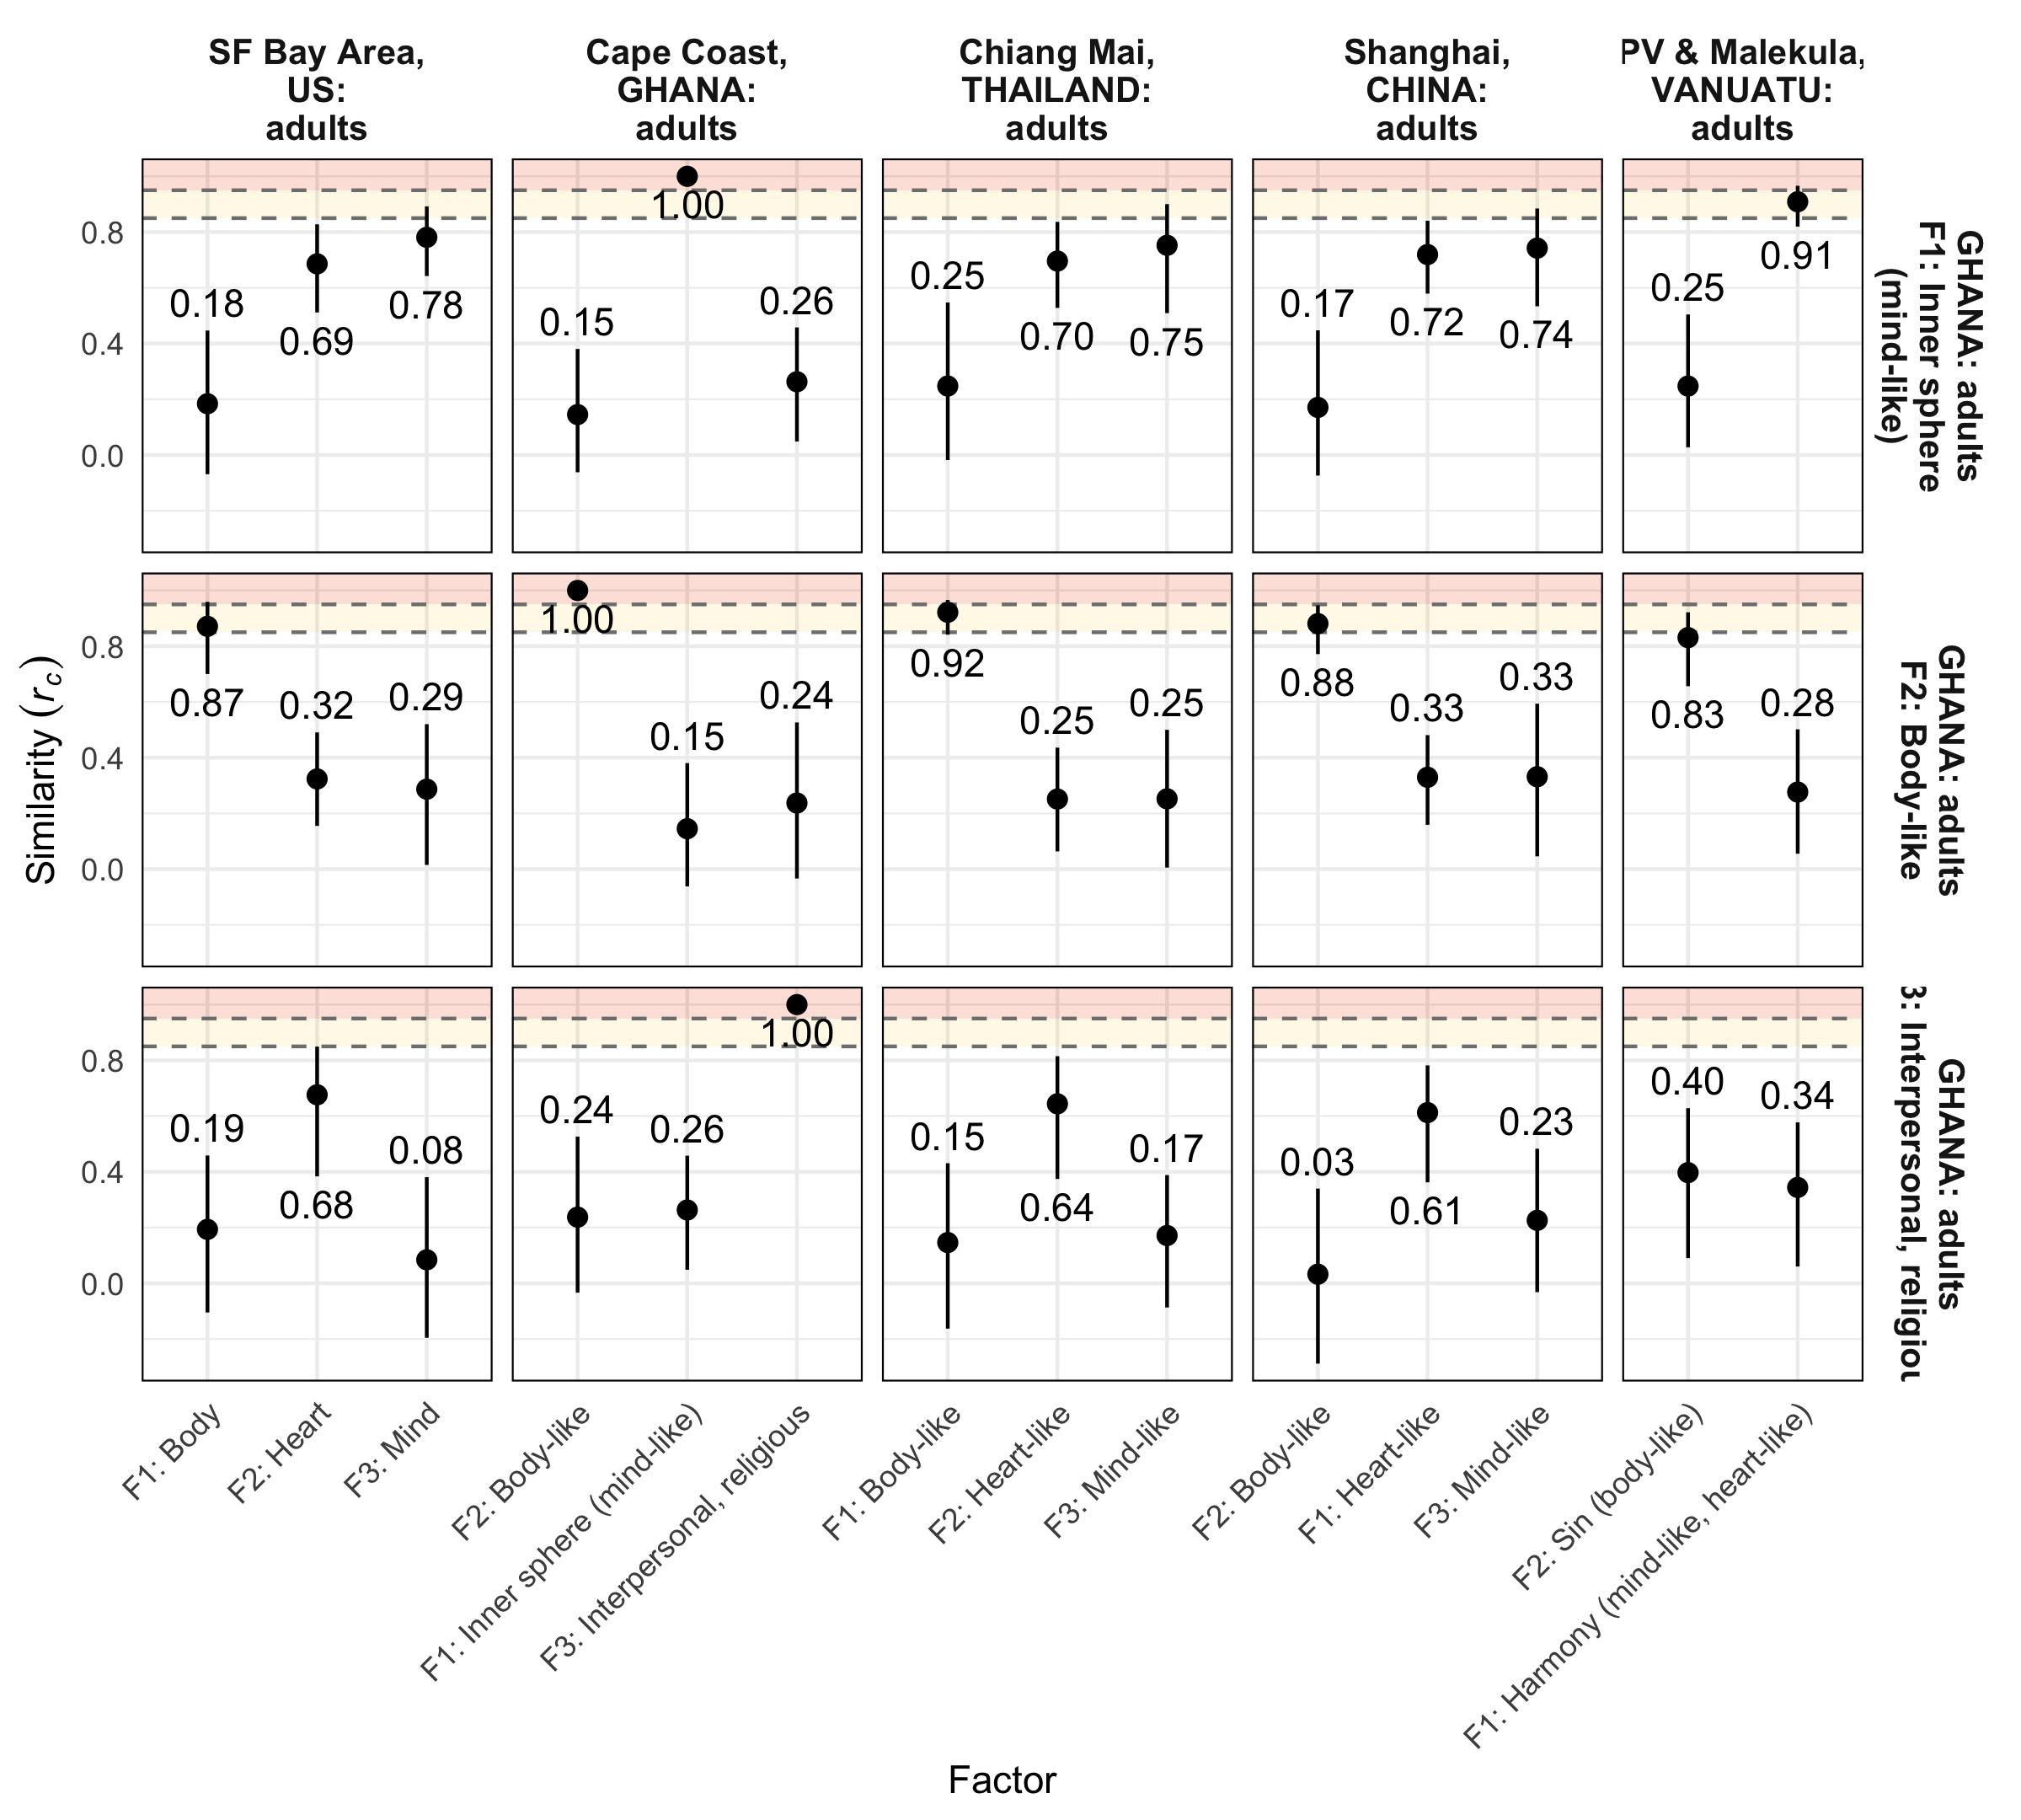 SF Bay Area,
US:
adults
Cape Coast,
GHANA:
adults
Chiang Mai,
THAILAND:
adults
Shanghai,
CHINA:
adults
PV & Malekula,
VANUATU:
adults
GHANA: adults
F1: Inner sphere
(mind-like)
0.8
0.4
0.0
0.18
0.69
0.78
0.15
1.00
0.26
0.25
0.70
0.75
0.17
0.72
0.74
0.25
0.91
GHANA: adults
F2: Body-like
Similarity (rc)
0.8
0.4
0.0
0.87
0.32
0.29
1.00
0.15
0.24
0.92
0.25
0.25
0.88
0.33
0.33
0.83
0.28
GHANA: adults
3: Interpersonal, religiou
0.8
0.4
0.0
0.19
0.68
0.08
0.24
0.26
1.00
0.15
0.64
0.17
0.03
0.61
0.23
0.40
0.34
F1: Body
F2: Heart
F3: Mind
F2: Body-like
F1: Inner sphere (mind-like)
F3: Interpersonal, religious
F1: Body-like
F2: Heart-like
F3: Mind-like
F2: Body-like
F1: Heart-like
F3: Mind-like
F2: Sin (body-like)
F1: Harmony (mind-like, heart-like)
Factor